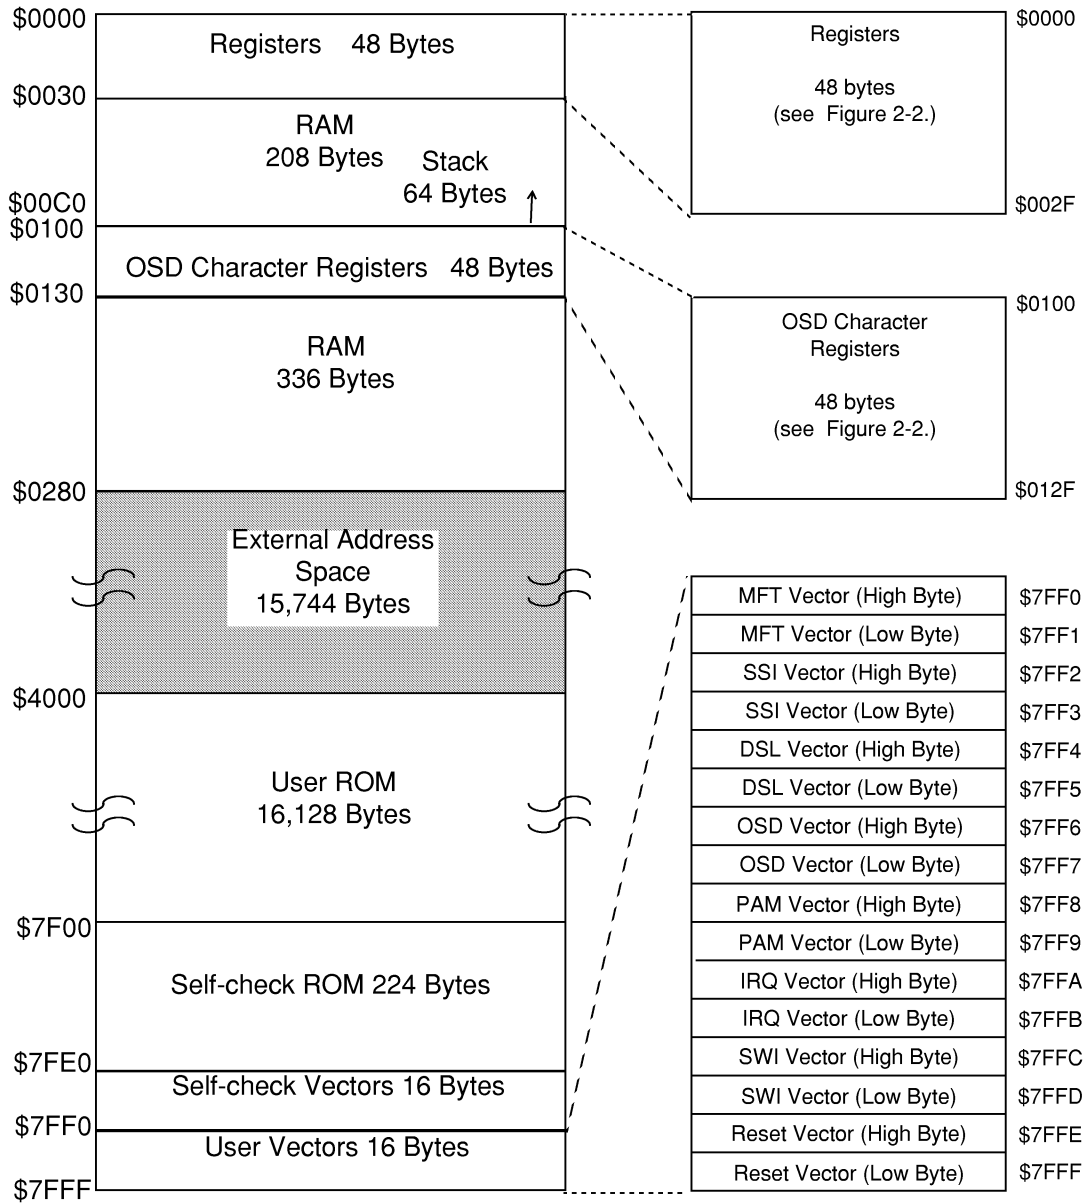 $0000
Registers 48 Bytes
$0030
RAM
208 Bytes
Stack
64 Bytes
$00C0
$0100
OSD Character Registers 48 Bytes
$0130
RAM
336 Bytes
$0280
External Address
Space
15,744 Bytes
$4000
User ROM
16,128 Bytes
$7F00
Self-check ROM 224 Bytes
$7FE0
Self-check Vectors 16 Bytes
$7FF0
User Vectors 16 Bytes
$7FFF
Registers
$0000
48 bytes
(see Figure 2-2.)
$002F
$0100
OSD Character
Registers
48 bytes
(see Figure 2-2.)
$012F
MFT Vector (High Byte) $7FF0
MFT Vector (Low Byte) $7FF1
SSI Vector (High Byte) $7FF2
SSI Vector (Low Byte) $7FF3
DSL Vector (High Byte) $7FF4
DSL Vector (Low Byte) $7FF5
OSD Vector (High Byte) $7FF6
OSD Vector (Low Byte) $7FF7
PAM Vector (High Byte) $7FF8
PAM Vector (Low Byte) $7FF9
IRQ Vector (High Byte) $7FFA
IRQ Vector (Low Byte) $7FFB
SWI Vector (High Byte) $7FFC
SWI Vector (Low Byte) $7FFD
Reset Vector (High Byte) $7FFE
Reset Vector (Low Byte) $7FFF